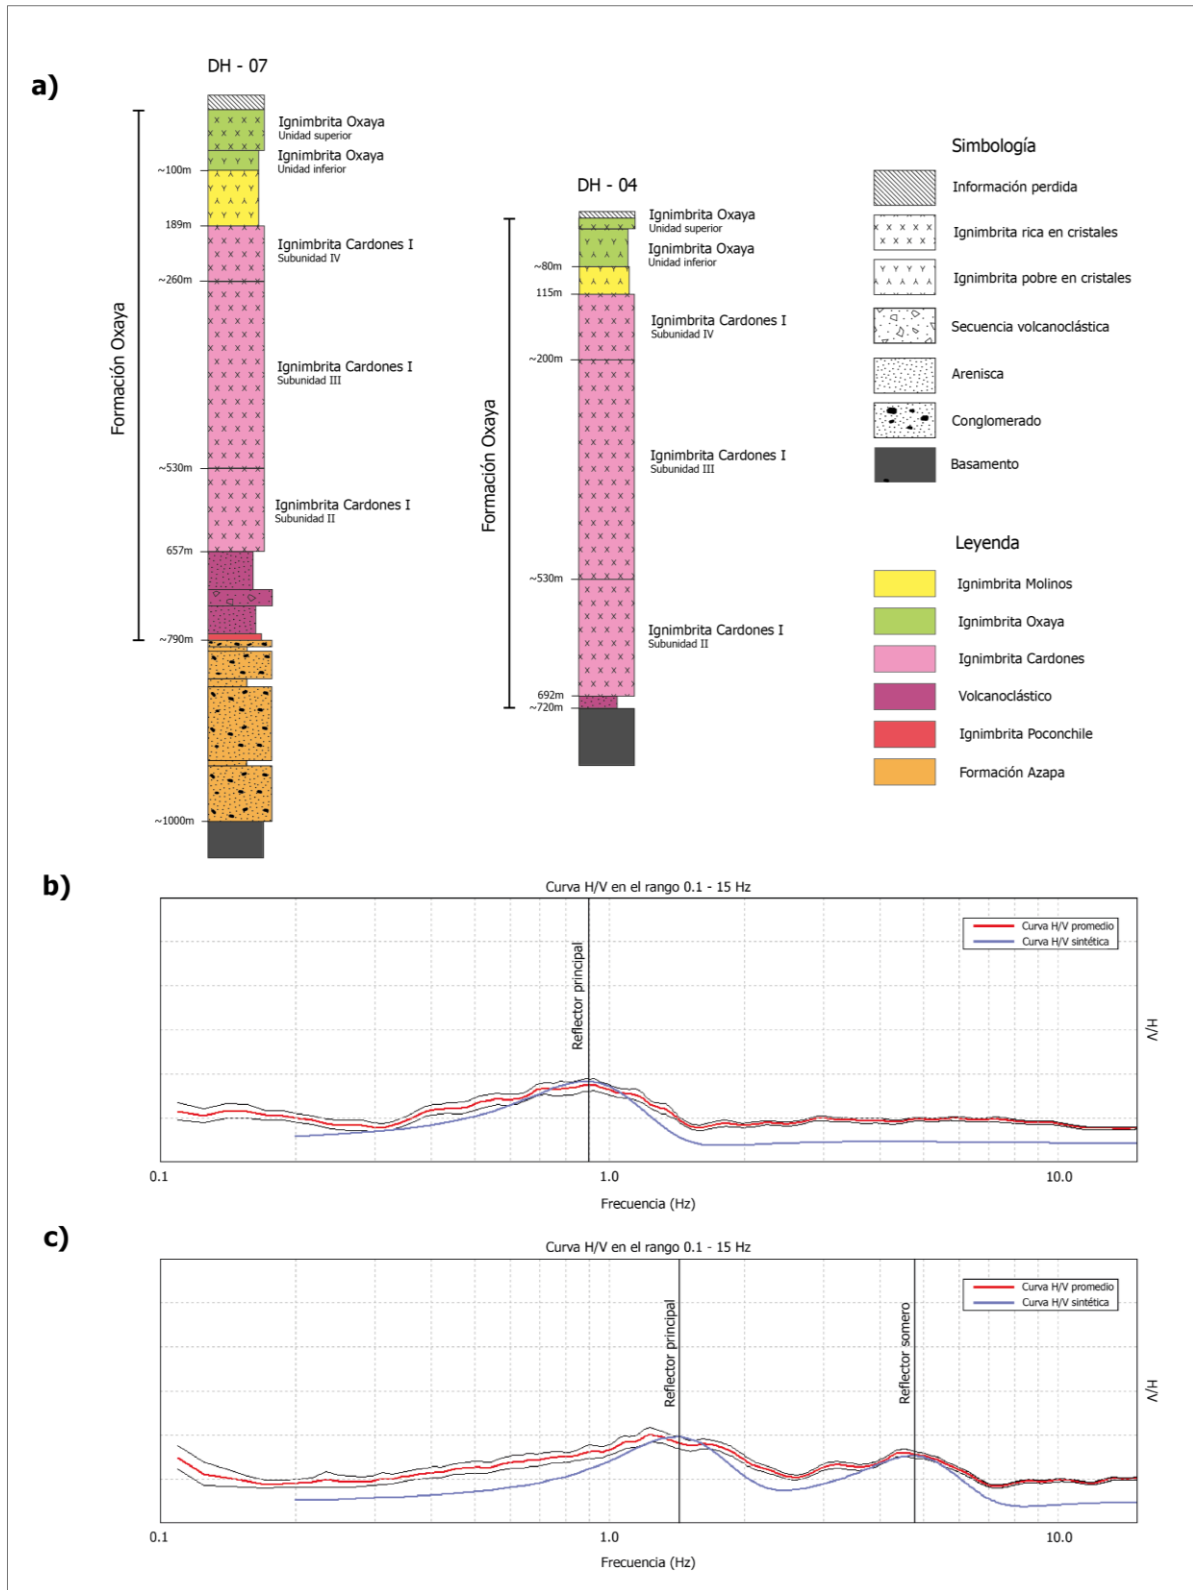 a)
DH - 07
Formación Oxaya
Ignimbrita Oxaya
Unidad superior
Ignimbrita Oxaya
Unidad inferior
~100m
189m
Ignimbrita Cardones I
Subunidad IV
~260m
Ignimbrita Cardones I
Subunidad III
~530m
Ignimbrita Cardones I
Subunidad II
657m
~790m
~1000m
DH - 04
Formación Oxaya
Ignimbrita Oxaya
Unidad superior
Ignimbrita Oxaya
Unidad inferior
~80m
115m
Ignimbrita Cardones I
Subunidad IV
~200m
Ignimbrita Cardones I
Subunidad III
~530m
Ignimbrita Cardones I
Subunidad II
692m
~720m
Simbología
Información perdida
Ignimbrita rica en cristales
Ignimbrita pobre en cristales
Secuencia volcanoclástica
Arenisca
Conglomerado
Basamento
Leyenda
Ignimbrita Molinos
Ignimbrita Oxaya
Ignimbrita Cardones
Volcanoclástico
Ignimbrita Poconchile
Formación Azapa
b)
Curva H/V en el rango 0.1 - 15 Hz
Reflector principal
Curva H/V promedio
Curva H/V sintética
H/V
0.1
1.0
10.0
Frecuencia (Hz)
c)
Curva H/V en el rango 0.1 - 15 Hz
Reflector principal
Reflector somero
Curva H/V promedio
Curva H/V sintética
H/V
0.1
1.0
10.0
Frecuencia (Hz)